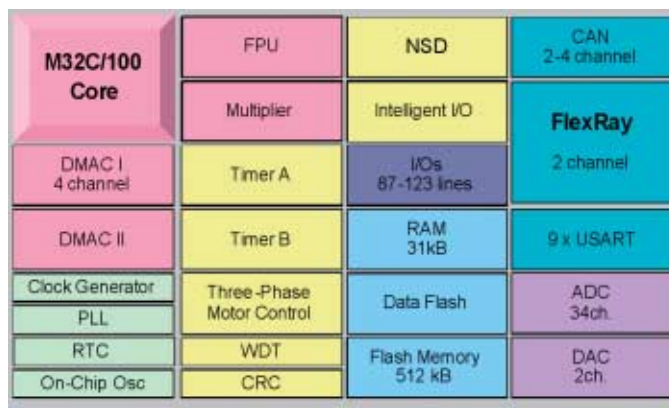 M32C/100
Core
FPU
NSD
CAN
2-4 channel
Multiplier
Intelligent I/O
FlexRay
2 channel
DMAC I
4 channel
Timer A
I/Os
87-123 lines
DMAC II
Timer B
RAM
31kB
9 x USART
Clock Generator
PLL
Three-Phase
Motor Control
Data Flash
ADC
34ch.
RTC
On-Chip Osc
WDT
CRC
Flash Memory
512 kB
DAC
2ch.